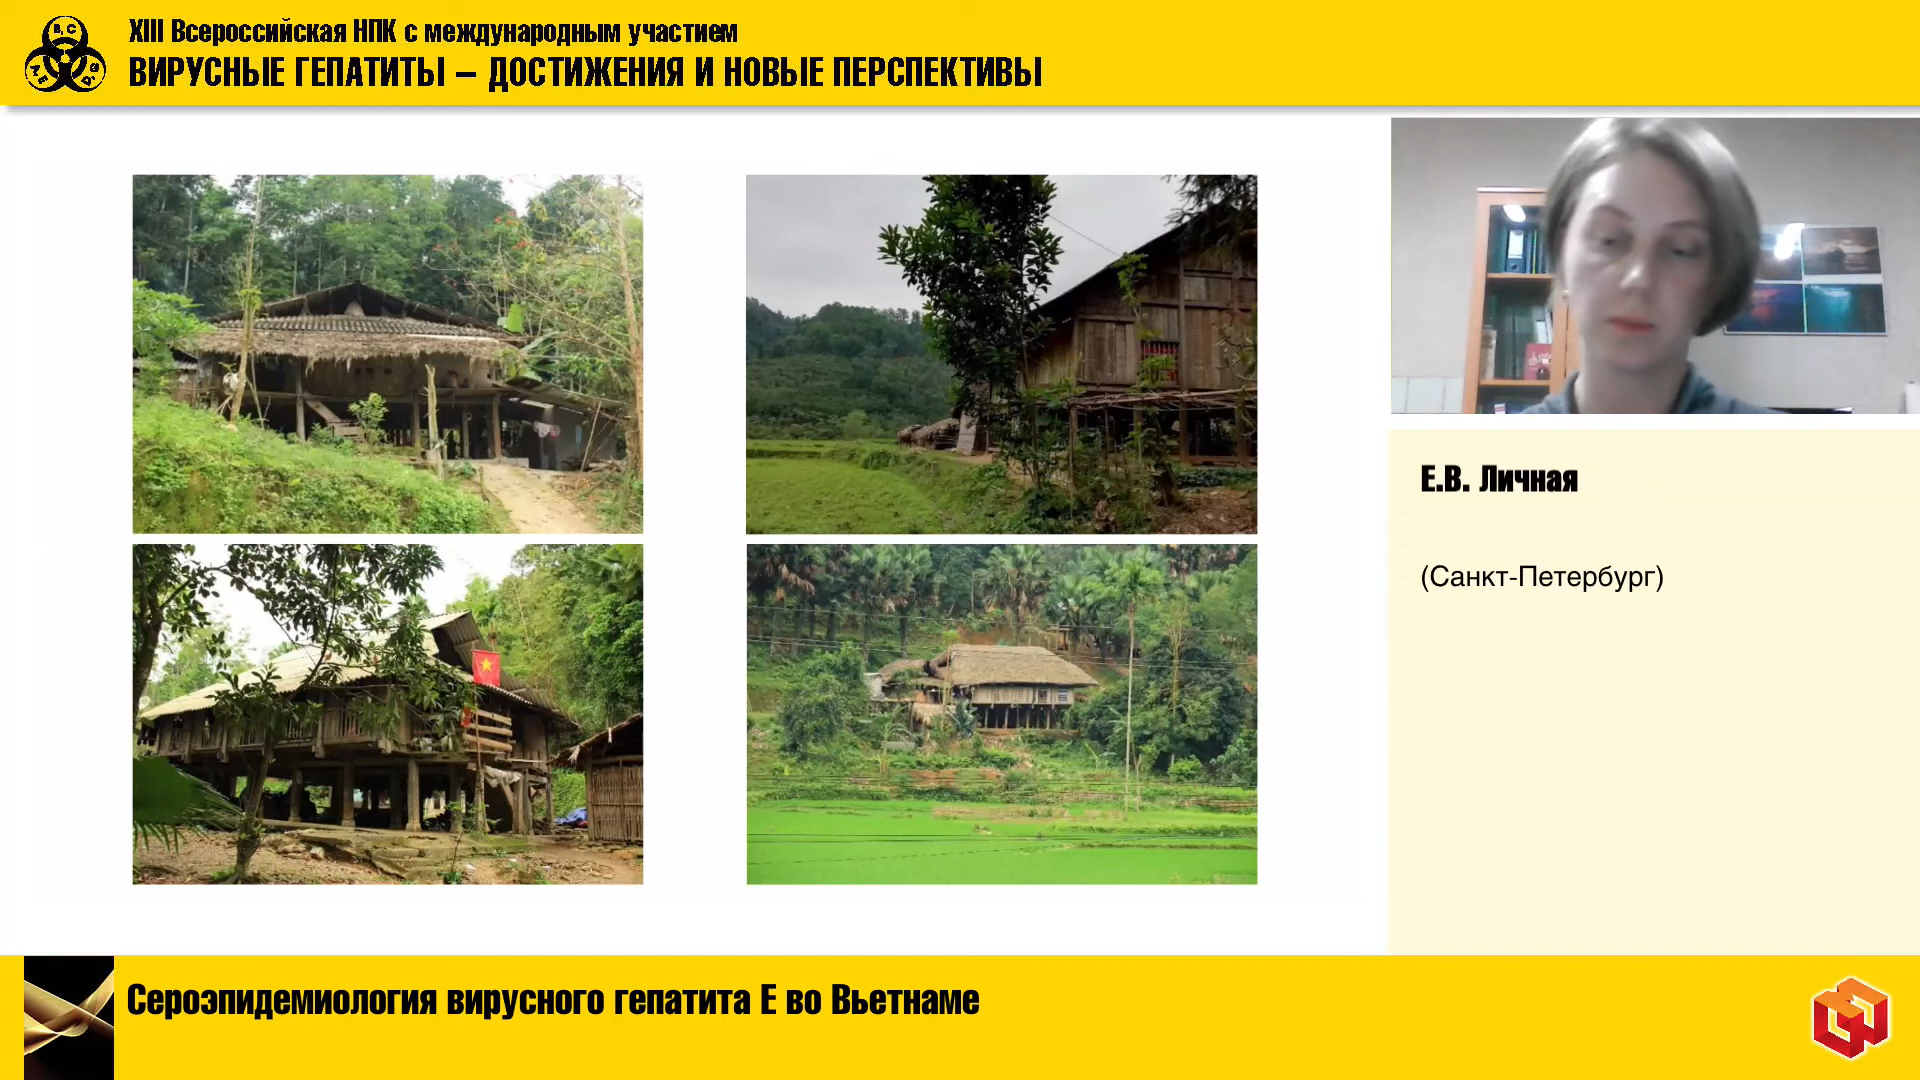 XIII Всероссийская НПК с международным участием
ВИРУСНЫЕ ГЕПАТИТЫ – ДОСТИЖЕНИЯ И НОВЫЕ ПЕРСПЕКТИВЫ
B, C
Е.В. Личная
(Санкт-Петербург)
Сероэпидемиология вирусного гепатита Е во Вьетнаме